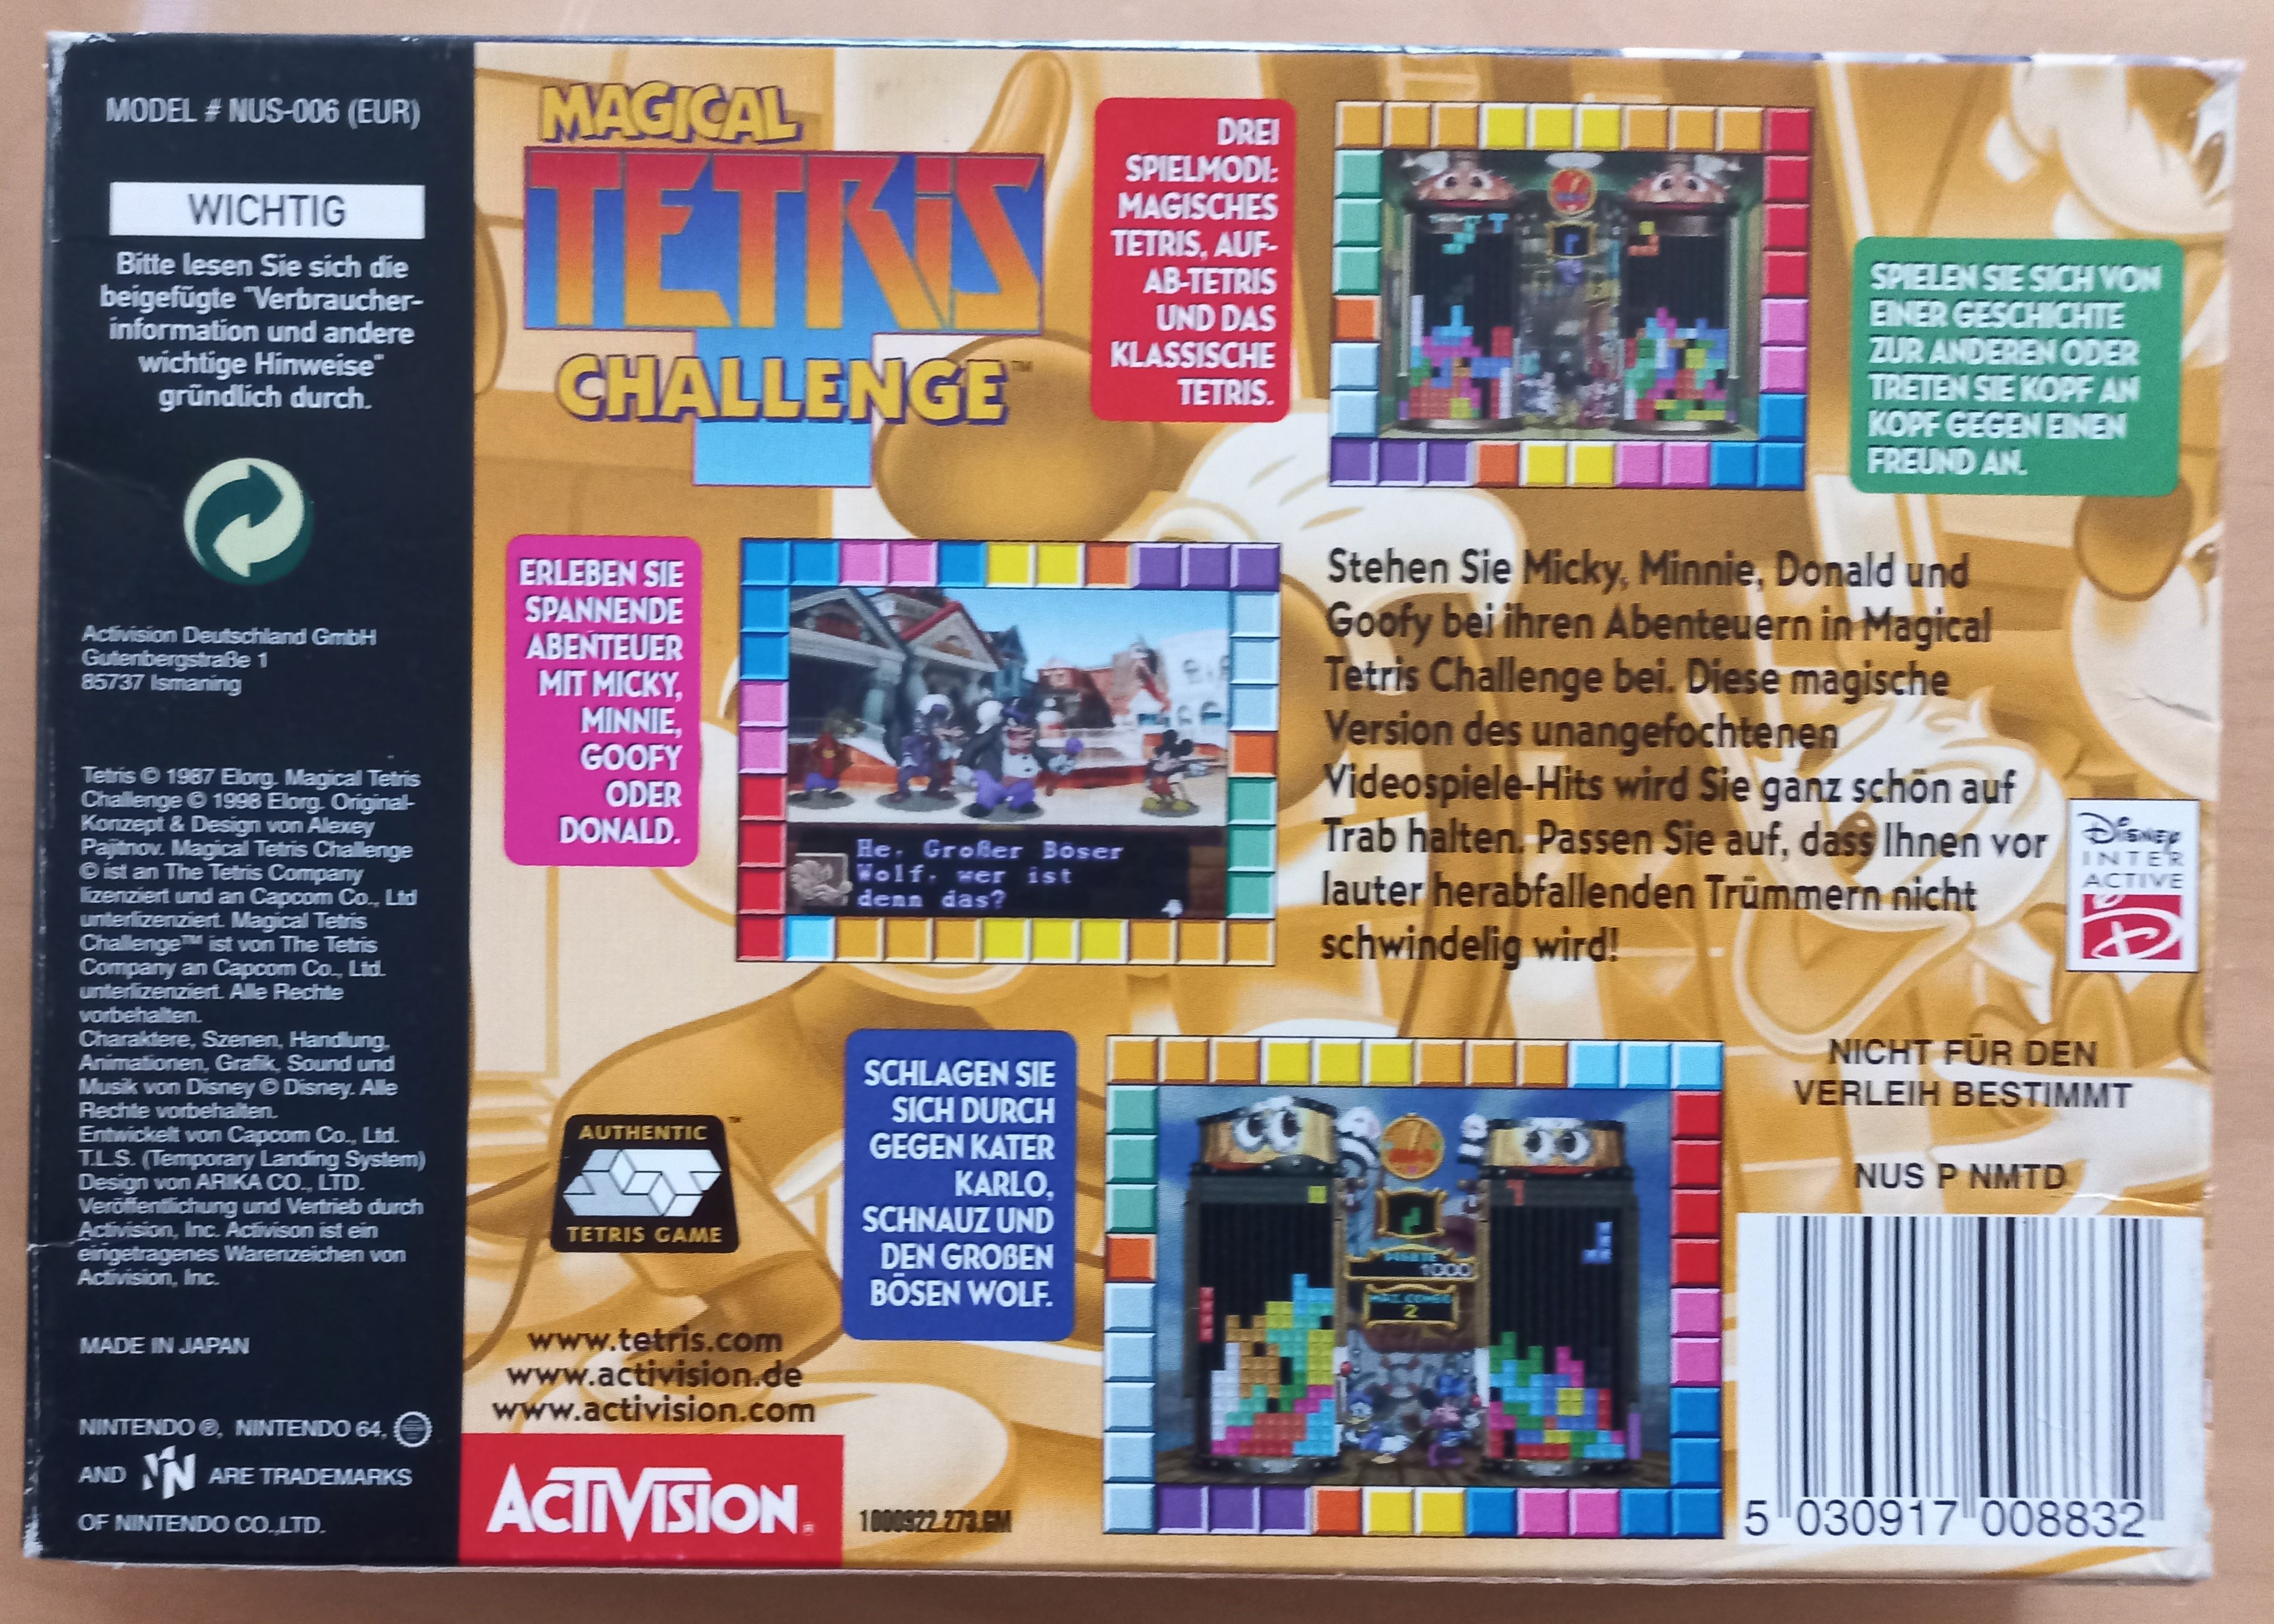 MODEL # NUS-006 (EUR)
WICHTIG
Bitte lesen Sie sich die
beigefügte "Verbraucher-
information und andere
wichtige Hinweise"
gründlich durch.
Activision Deutschland GmbH
Gutenbergstraße 1
85737 Ismaning
Tetris © 1987 Elorg. Magical Tetris
Challenge © 1998 Elorg. Original-
Konzept & Design von Alexey
Pajitnov. Magical Tetris Challenge
© ist an The Tetris Company
lizenziert und an Capcom Co., Ltd
unterlizenziert. Magical Tetris
Challenge™ ist von The Tetris
Company an Capcom Co., Ltd.
unterlizenziert. Alle Rechte
vorbehalten.
Charaktere, Szenen, Handlung,
Animationen, Grafik, Sound und
Musik von Disney © Disney. Alle
Rechte vorbehalten.
Entwickelt von Capcom Co., Ltd.
T.L.S. (Temporary Landing System)
Design von ARIKA CO., LTD.
Veröffentlichung und Vertrieb durch
Activision, Inc. Activison ist ein
eingetragenes Warenzeichen von
Activision, Inc.
MADE IN JAPAN
NINTENDO ®, NINTENDO 64,
AND N ARE TRADEMARKS
OF NINTENDO CO.,LTD.
MAGICAL
TETRIS
CHALLENGE™
DREI
SPIELMODI:
MAGISCHES
TETRIS, AUF-
AB-TETRIS
UND DAS
KLASSISCHE
TETRIS.
SPIELEN SIE SICH VON
EINER GESCHICHTE
ZUR ANDEREN ODER
TRETEN SIE KOPF AN
KOPF GEGEN EINEN
FREUND AN.
ERLEBEN SIE
SPANNENDE
ABENTEUER
MIT MICKY,
MINNIE,
GOOFY
ODER
DONALD.
He, Großer Böser
Wolf, wer ist
denn das?
Stehen Sie Micky, Minnie, Donald und
Goofy bei ihren Abenteuern in Magical
Tetris Challenge bei. Diese magische
Version des unangefochtenen
Videospiele-Hits wird Sie ganz schön auf
Trab halten. Passen Sie auf, dass Ihnen vor
lauter herabfallenden Trümmern nicht
schwindelig wird!
DISNEY
INTER
ACTIVE
D
AUTHENTIC
TETRIS GAME
™
SCHLAGEN SIE
SICH DURCH
GEGEN KATER
KARLO,
SCHNAUZ UND
DEN GROßEN
BÖSEN WOLF.
1000
2
NICHT FÜR DEN
VERLEIH BESTIMMT
NUS P NMTD
www.tetris.com
www.activision.de
www.activision.com
ACTIVISION®
1000922.273.GM
5 030917 008832